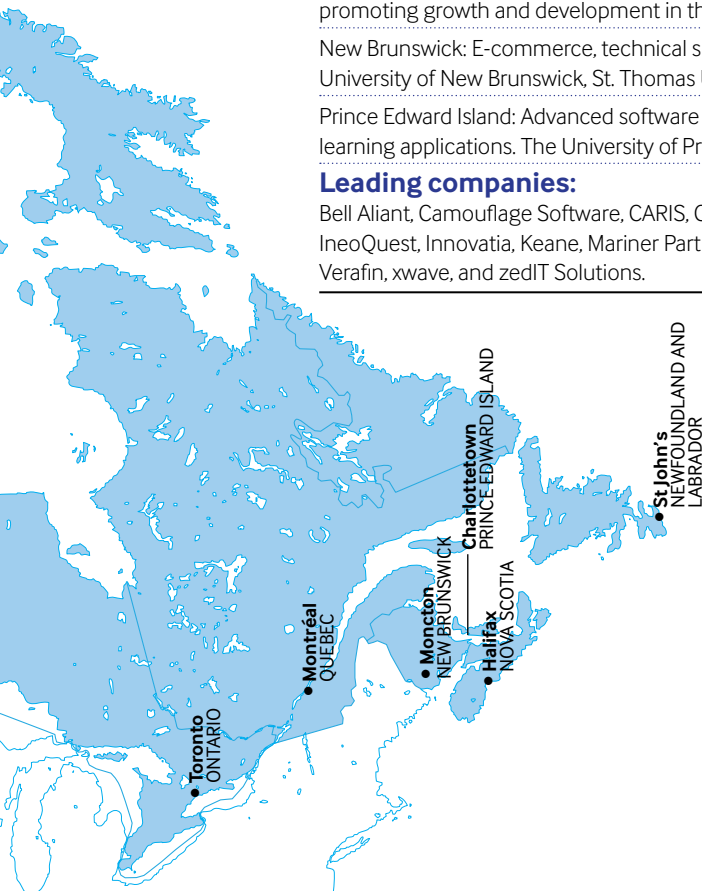 promoting growth and development in th
New Brunswick: E-commerce, technical s
University of New Brunswick, St. Thomas
Prince Edward Island: Advanced software
learning applications. The University of Pr
Leading companies:
Bell Aliant, Camouflage Software, CARIS,
IneoQuest, Innovatia, Keane, Mariner Part
Verafin, xwave, and zedIT Solutions.
Toronto
ONTARIO
Montréal
QUEBEC
Moncton
NEW BRUNSWICK
Charlottetown
PRINCE EDWARD ISLAND
Halifax
NOVA SCOTIA
St John's
NEWFOUNDLAND AND
LABRADOR